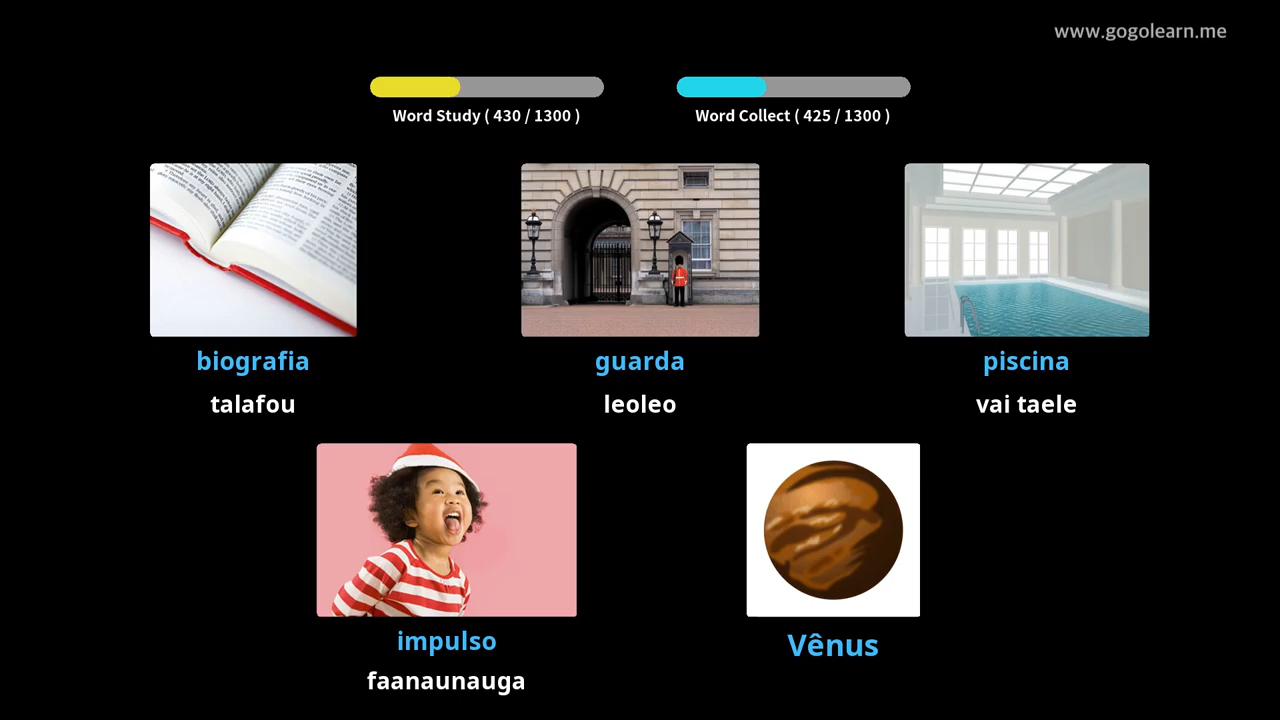 www.gogolearn.me
Word Study ( 430 / 1300 )
Word Collect ( 425 / 1300 )
biografia
talafou
guarda
leoleo
piscina
vai taele
impulso
faanaunauga
Vênus